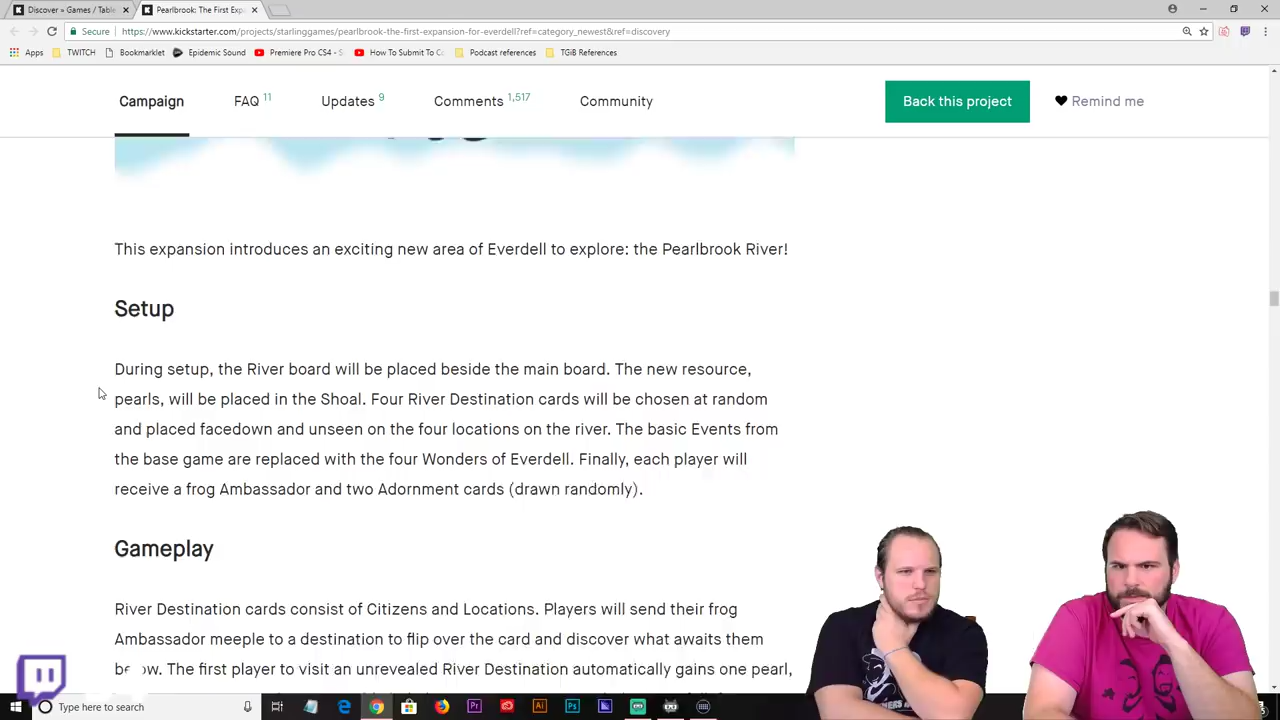 Discover » Games / Table
Pearlbrook: The First Exp
Secure
https://www.kickstarter.com/projects/starlinggames/pearlbrook-the-first-expansion-for-everdell?ref=category_newest&ref=discovery
Apps TWITCH Bookmarklet Epidemic Sound Premiere Pro CS4 - S How To Submit To C Podcast references TGiB References
Campaign FAQ 11 Updates 9 Comments 1,517 Community Back this project Remind me
This expansion introduces an exciting new area of Everdell to explore: the Pearlbrook River!
Setup
During setup, the River board will be placed beside the main board. The new resource,
pearls, will be placed in the Shoal. Four River Destination cards will be chosen at random
and placed facedown and unseen on the four locations on the river. The basic Events from
the base game are replaced with the four Wonders of Everdell. Finally, each player will
receive a frog Ambassador and two Adornment cards (drawn randomly).
Gameplay
River Destination cards consist of Citizens and Locations. Players will send their frog
Ambassador meeple to a destination to flip over the card and discover what awaits them
The first player to visit an unrevealed River Destination automatically gains one pearl,
Type here to search